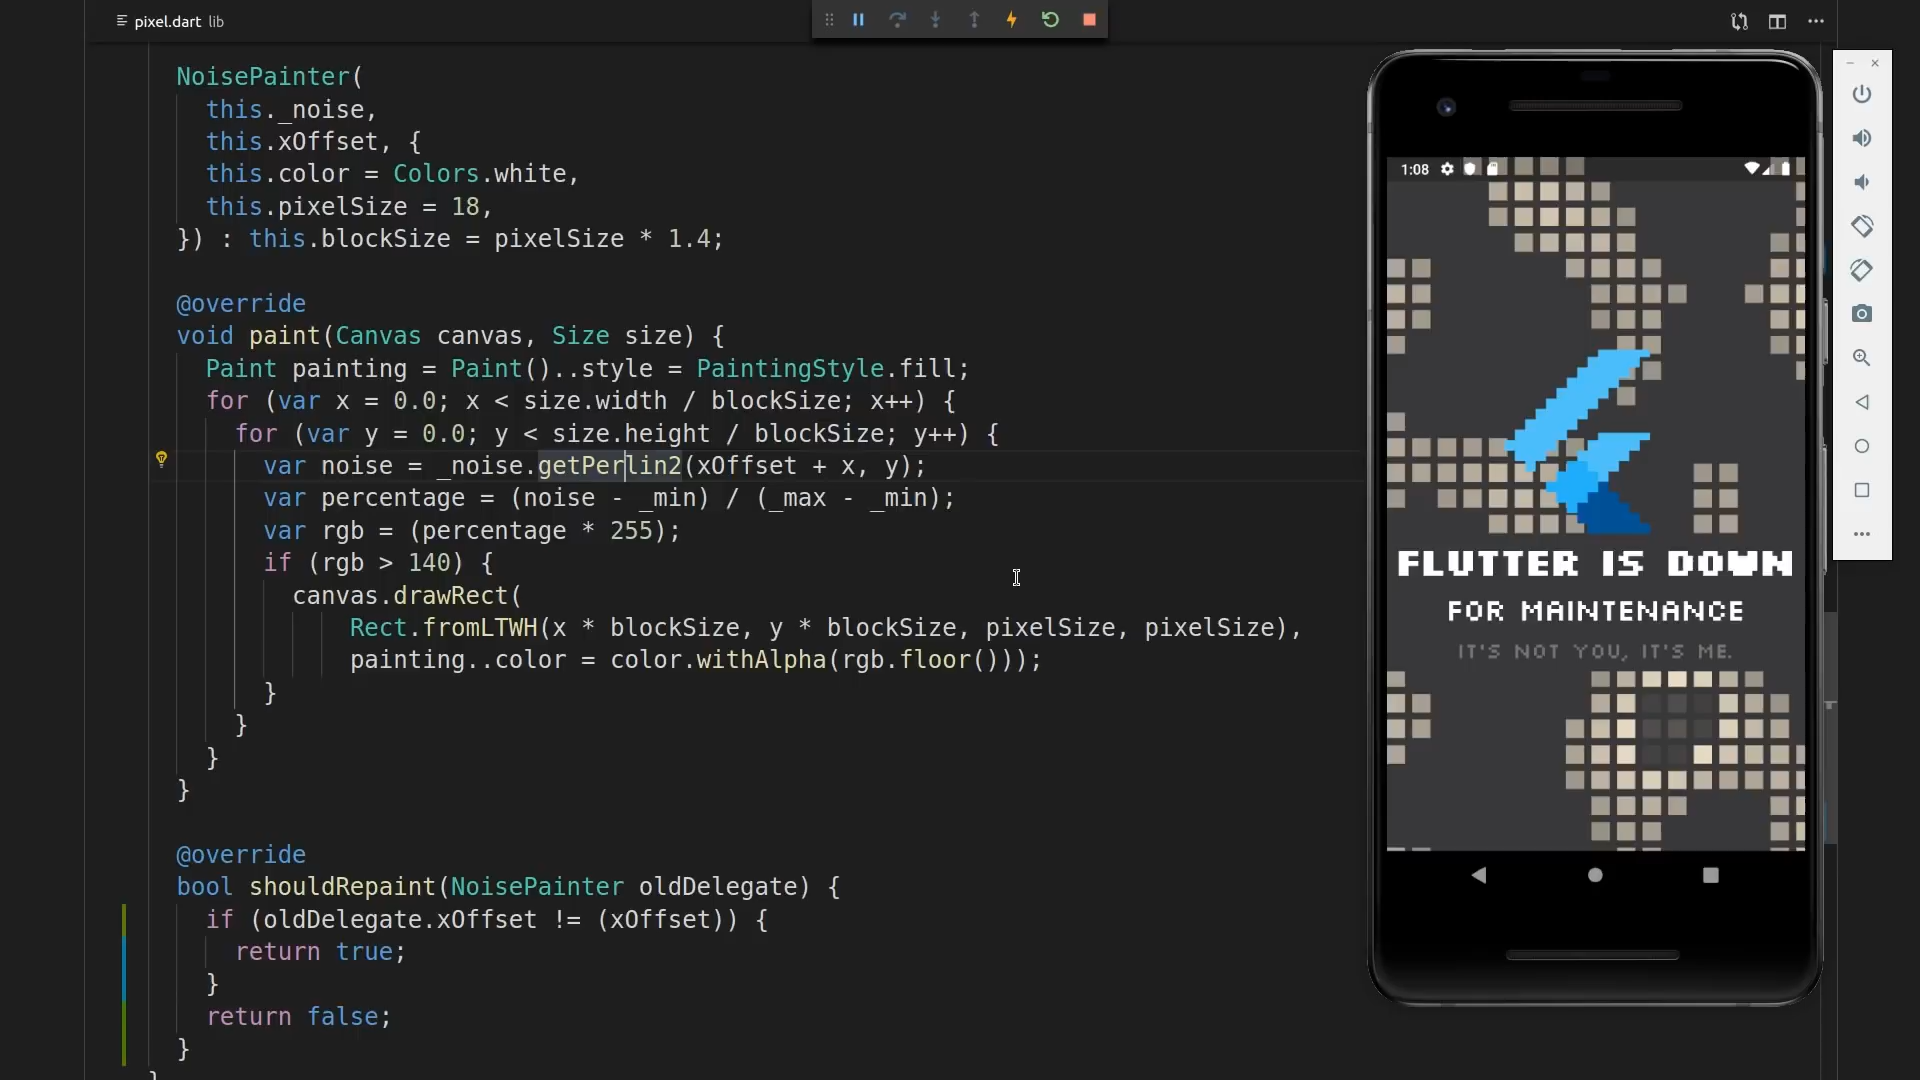 pixel.dart lib
NoisePainter(
this._noise,
this.xOffset, {
this.color = Colors.white,
this.pixelSize = 18,
}) : this.blockSize = pixelSize * 1.4;
@override
void paint(Canvas canvas, Size size) {
Paint painting = Paint()..style = PaintingStyle.fill;
for (var x = 0.0; x < size.width / blockSize; x++) {
for (var y = 0.0; y < size.height / blockSize; y++) {
var noise = _noise.getPerlin2(xOffset + x, y);
var percentage = (noise - _min) / (_max - _min);
var rgb = (percentage * 255);
if (rgb > 140) {
canvas.drawRect(
Rect.fromLTWH(x * blockSize, y * blockSize, pixelSize, pixelSize),
painting..color = color.withAlpha(rgb.floor()));
}
}
}
}
@override
bool shouldRepaint(NoisePainter oldDelegate) {
if (oldDelegate.xOffset != (xOffset)) {
return true;
}
return false;
}
1:08
FLUTTER IS DOWN
FOR MAINTENANCE
IT'S NOT YOU, IT'S ME.